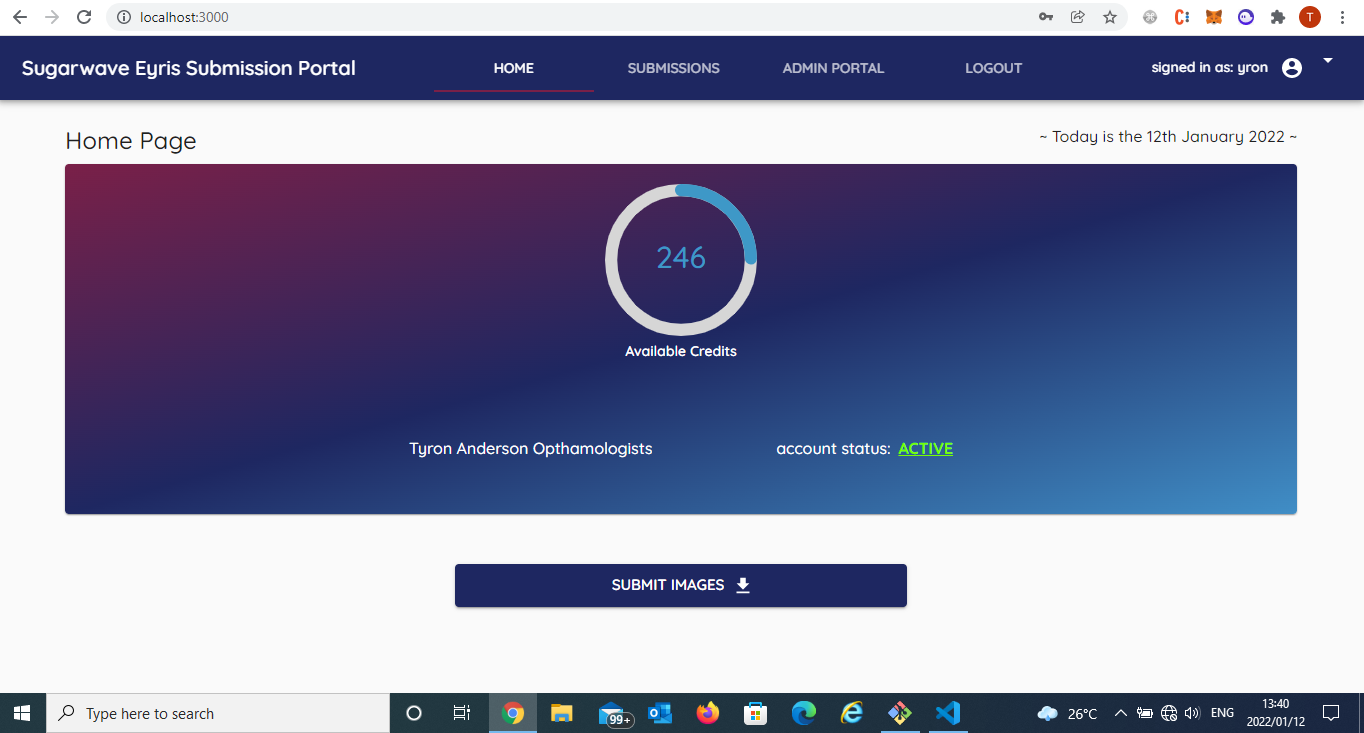 localhost:3000
T
Sugarwave Eyris Submission Portal
HOME
SUBMISSIONS
ADMIN PORTAL
LOGOUT
signed in as: yron
Home Page
~ Today is the 12th January 2022 ~
246
Available Credits
Tyron Anderson Opthamologists
account status: ACTIVE
SUBMIT IMAGES
Type here to search
99+
26°C
ENG
13:40
2022/01/12